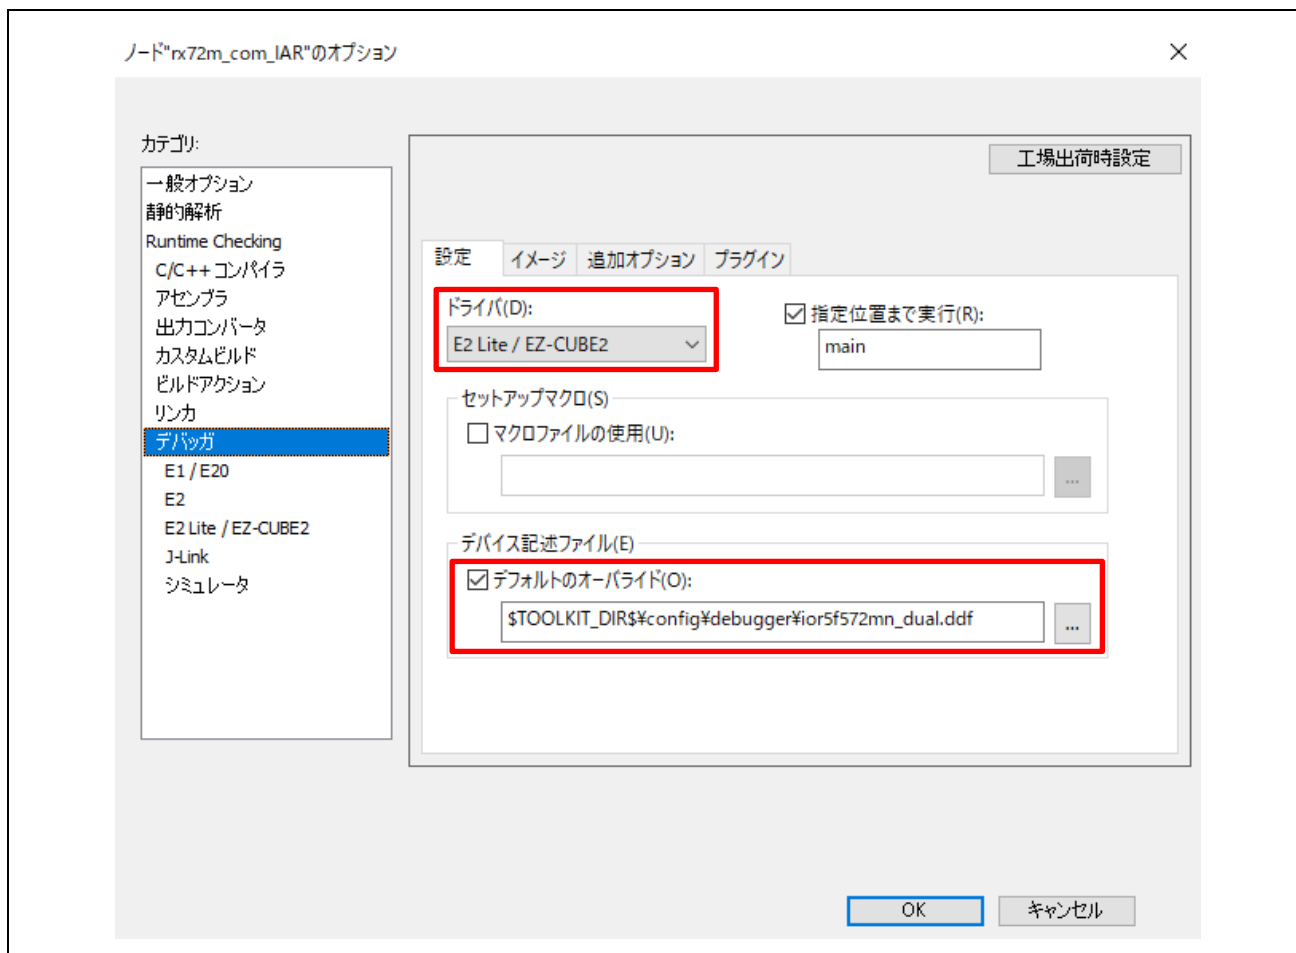 ノード"rx72m_com_IAR"のオプション
カテゴリ:
一般オプション
静的解析
Runtime Checking
C/C++ コンパイラ
アセンブラ
出力コンバータ
カスタムビルド
ビルドアクション
リンカ
デバッガ
E1 / E20
E2
E2 Lite / EZ-CUBE2
J-Link
シミュレータ
工場出荷時設定
設定 イメージ 追加オプション プラグイン
ドライバ(D):
E2 Lite / EZ-CUBE2
指定位置まで実行(R):
main
セットアップマクロ(S)
マクロファイルの使用(U):
...
デバイス記述ファイル(E)
デフォルトのオーバライド(O):
$TOOLKIT_DIR$¥config¥debugger¥ior5f572mn_dual.ddf
...
OK キャンセル